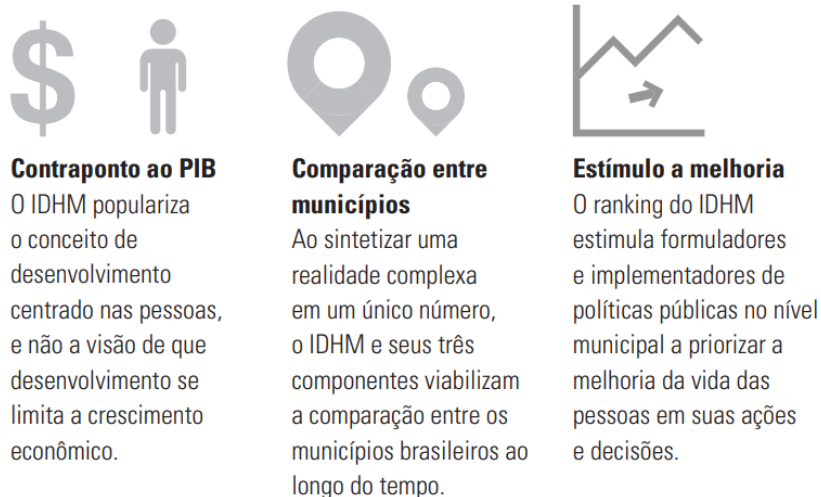 $
Contraponto ao PIB
O IDHM populariza
o conceito de
desenvolvimento
centrado nas pessoas,
e não a visão de que
desenvolvimento se
limita a crescimento
econômico.
Comparação entre
municípios
Ao sintetizar uma
realidade complexa
em um único número,
o IDHM e seus três
componentes viabilizam
a comparação entre os
municípios brasileiros ao
longo do tempo.
Estímulo a melhoria
O ranking do IDHM
estimula formuladores
e implementadores de
políticas públicas no nível
municipal a priorizar a
melhoria da vida das
pessoas em suas ações
e decisões.